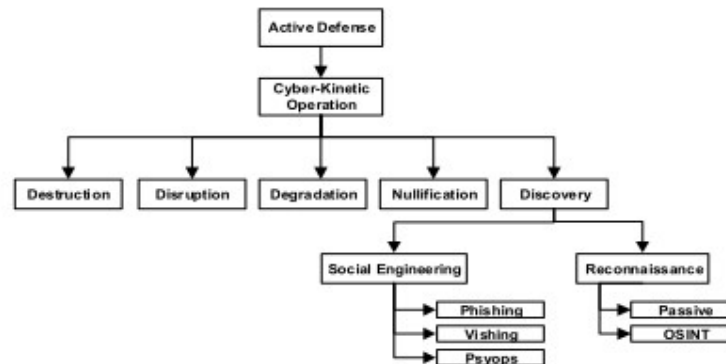 Active Defense
Cyber-Kinetic
Operation
Destruction
Disruption
Degradation
Nullification
Discovery
Social Engineering
Reconnaissance
Phishing
Passive
Vishing
OSINT
Psyops